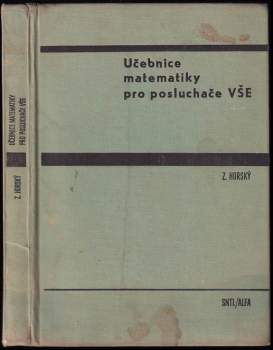 Učebnice
matematiky
pro posluchače VŠE
Z. HORSKÝ
SNTL/ALFA
UČEBNICE MATEMATIKY
PRO POSLUCHAČE VŠE
Z. HORSKÝ